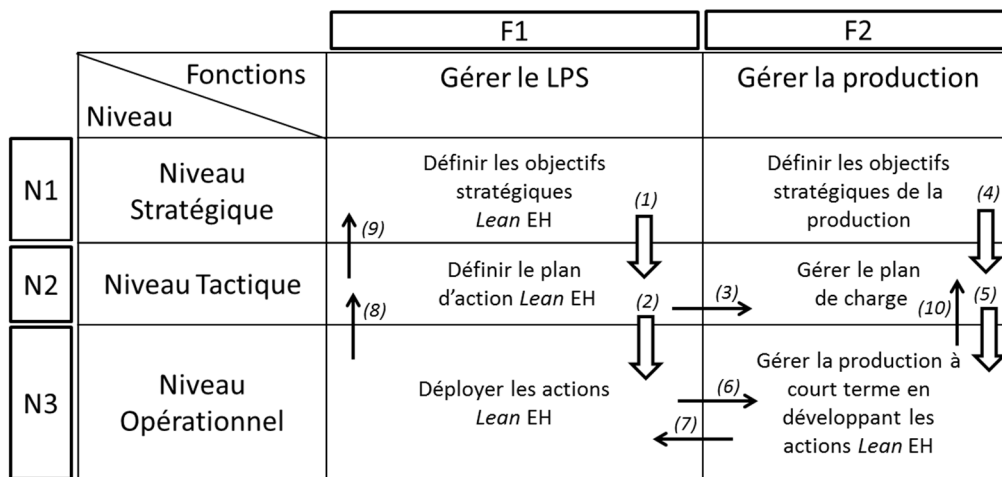 F1
F2
Fonctions
Niveau
Gérer le LPS
Gérer la production
N1
Niveau
Stratégique
Définir les objectifs
stratégiques
Lean EH
(1)
(9)
Définir les objectifs
stratégiques de la
production
(4)
N2
Niveau Tactique
Définir le plan
d'action Lean EH
(8)
(2)
(3)
Gérer le plan
de charge
(10)
(5)
N3
Niveau
Opérationnel
Déployer les actions
Lean EH
(6)
(7)
Gérer la production à
court terme en
développant les
actions Lean EH